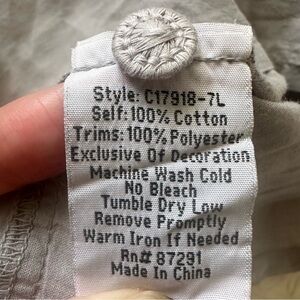 Style: C17918-7L
Self: 100% Cotton
Trims: 100% Polyester
Exclusive Of Decoration
Machine Wash Cold
No Bleach
Tumble Dry Low
Remove Promptly
Warm Iron If Needed
Rn# 87291
Made In China